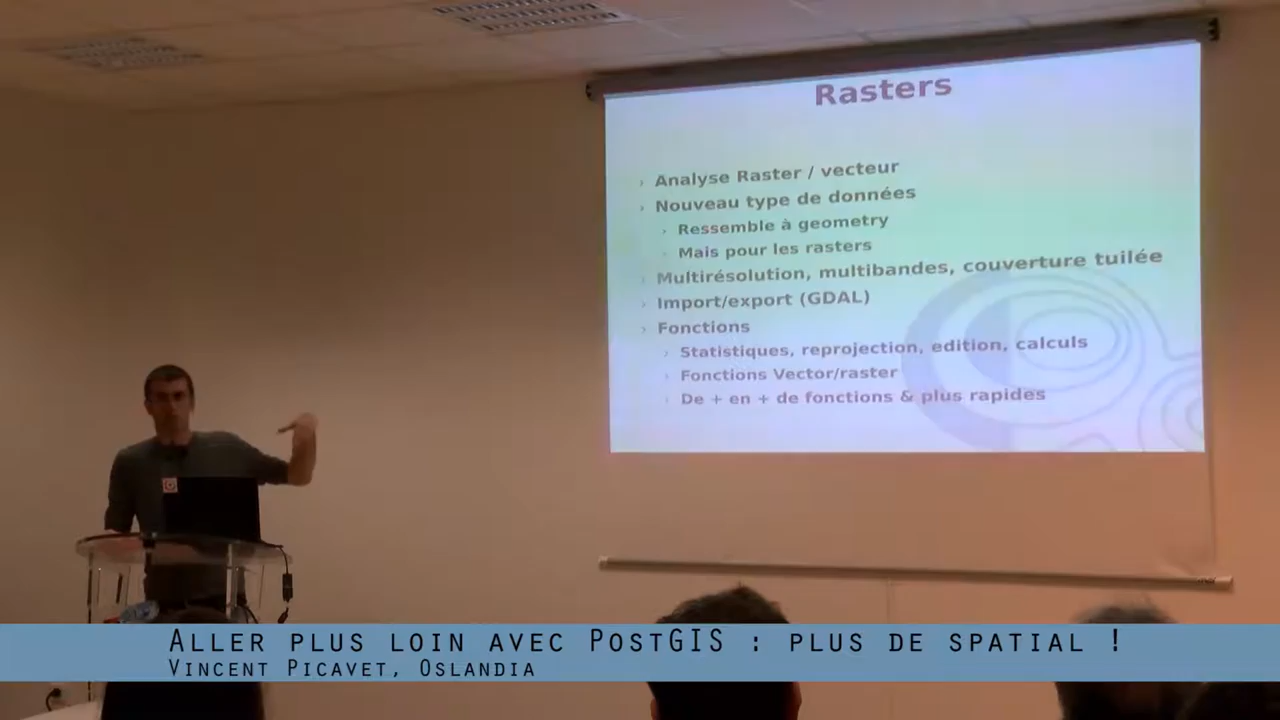 Rasters
› Analyse Raster / vecteur
› Nouveau type de données
› Ressemble à geometry
› Mais pour les rasters
› Multirésolution, multibandes, couverture tuilée
› Import/export (GDAL)
› Fonctions
› Statistiques, reprojection, edition, calculs
› Fonctions Vector/raster
› De + en + de fonctions & plus rapides
Aller plus loin avec PostGIS : plus de spatial !
Vincent Picavet, Oslandia